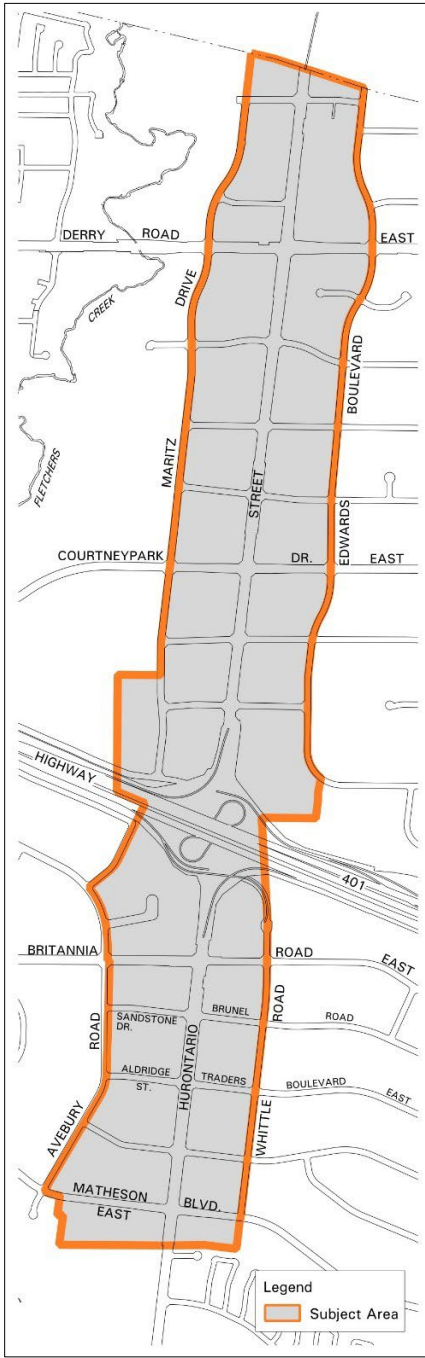 DERRY ROAD EAST
DRIVE
CREEK
BOULEVARD
MARITZ
FLETCHERS
STREET
EDWARDS
COURTNEYPARK DR. EAST
HIGHWAY
401
BRITANNIA ROAD EAST
SANDSTONE DR.
BRUNEL ROAD
ROAD
ROAD
HURONTARIO
ALDRIDGE ST.
TRADERS BOULEVARD EAST
AVEBURY
WHITTLE
MATHESON BLVD.
EAST
Legend
Subject Area